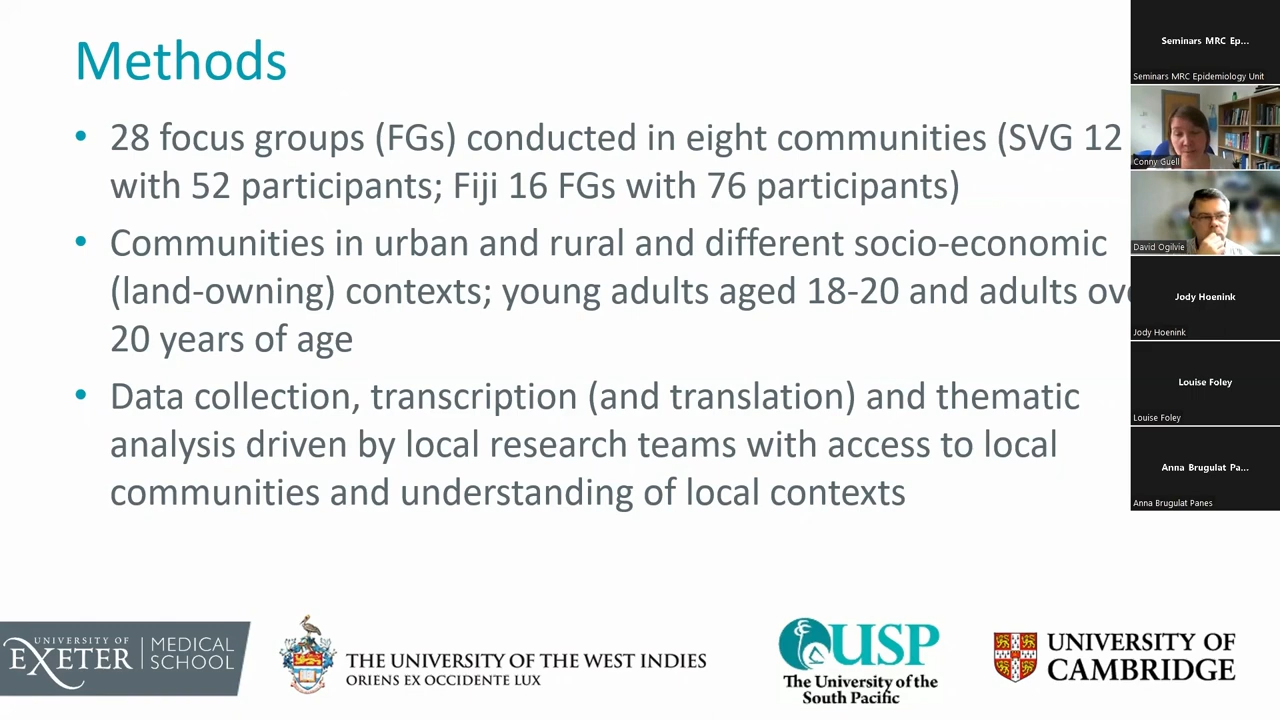 Methods
• 28 focus groups (FGs) conducted in eight communities (SVG 12
with 52 participants; Fiji 16 FGs with 76 participants)
• Communities in urban and rural and different socio-economic
(land-owning) contexts; young adults aged 18-20 and adults
20 years of age
• Data collection, transcription (and translation) and thematic
analysis driven by local research teams with access to local
communities and understanding of local contexts
Seminars MRC Ep...
Seminars MRC Epidemiology Unit
Conny Guell
David Ogilvie
Jody Hoenink
Jody Hoenink
Louise Foley
Louise Foley
Anna Brugulat Pa...
Anna Brugulat Panes
UNIVERSITY OF
EXETER
MEDICAL
SCHOOL
THE UNIVERSITY OF THE WEST INDIES
ORIENS EX OCCIDENTE LUX
USP
The University of the
South Pacific
UNIVERSITY OF
CAMBRIDGE